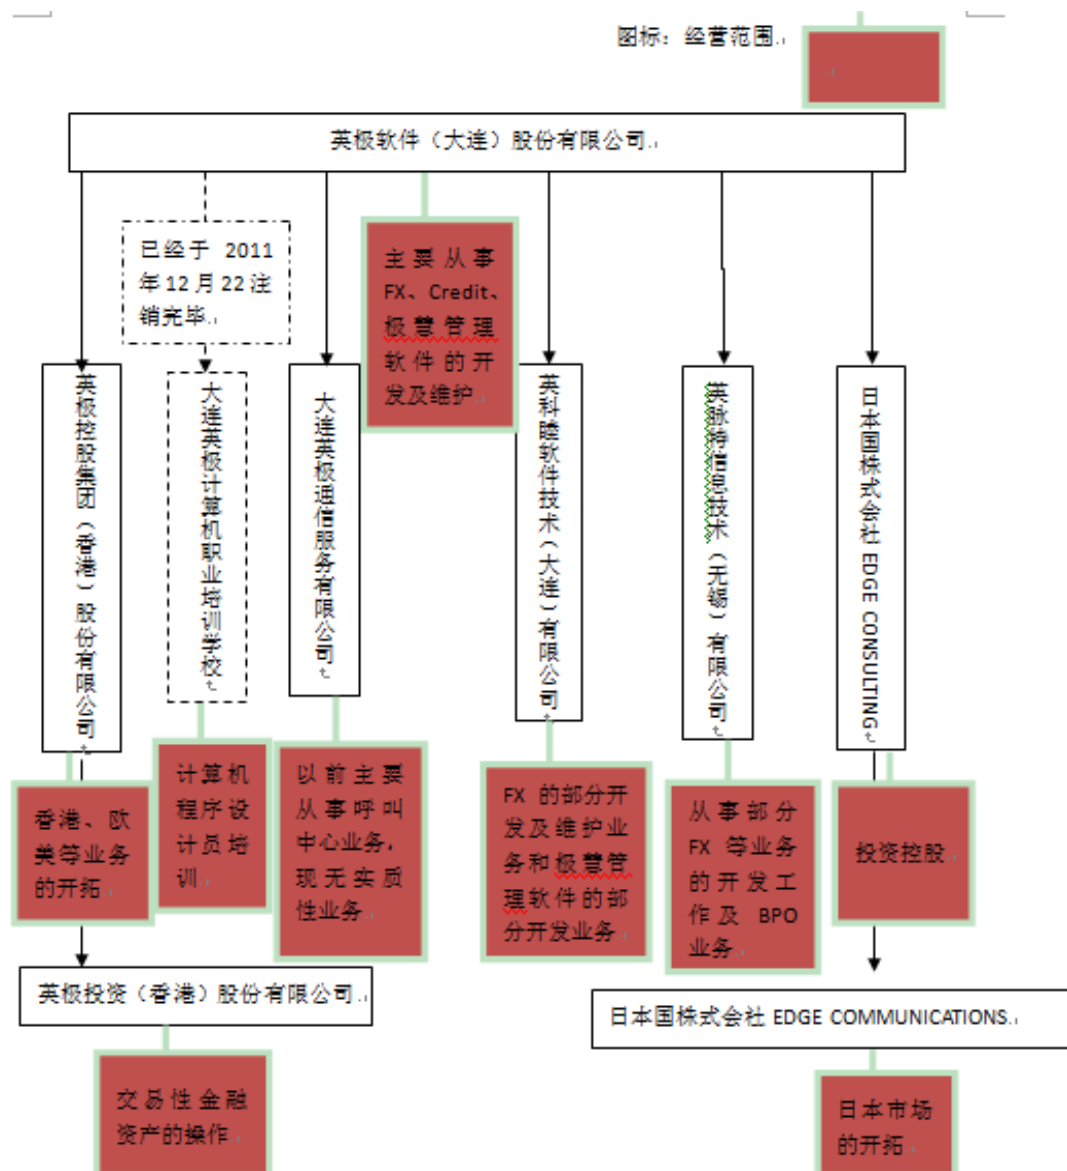 图标：经营范围
英极软件（大连）股份有限公司
已经于 2011
年 12 月 22 注
销完毕
主要从事
FX、Credit、
极慧管理
软件的开
发及维护
英极控股集团（香港）股份有限公司
大连英极计算机职业培训学校
大连英极通信服务有限公司
英科睦软件技术（大连）有限公司
英脉特信息技术（无锡）有限公司
日本国株式会社 EDGE CONSULTING
香港、欧
美等业务
的开拓
计算机
程序设
计员培
训
以前主要
从事呼叫
中心业务，
现无实质
性业务
FX 的部分开
发及维护业
务和极慧管
理软件的部
分开发业务
从事部分
FX 等业务
的开发工
作及 BPO
业务
投资控股
英极投资（香港）股份有限公司
日本国株式会社 EDGE COMMUNICATIONS
交易性金融
资产的操作
日本市场
的开拓